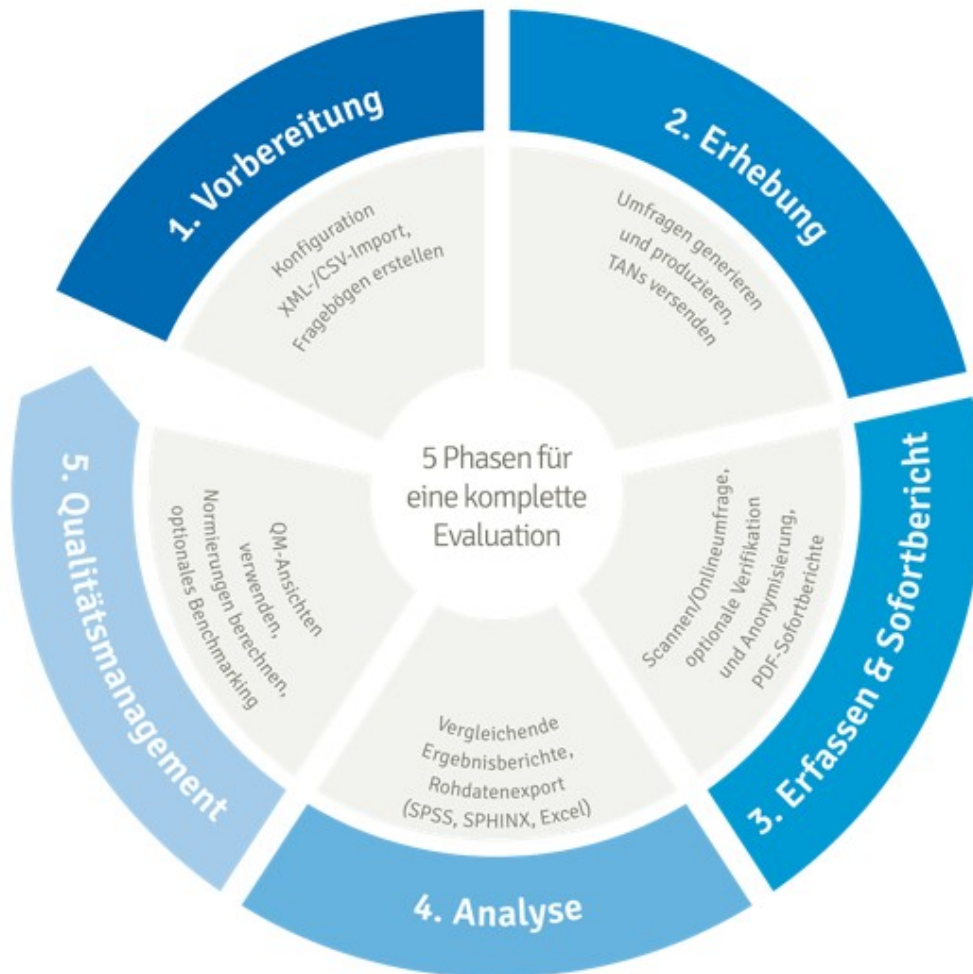 5 Phasen für
eine komplette
Evaluation
1. Vorbereitung
Konfiguration
XML-/CSV-Import,
Fragebögen erstellen
2. Erhebung
Umfragen generieren
und produzieren,
TANs versenden
3. Erfassen & Sofortbericht
Scannen/Onlineumfrage,
optionale Verifikation
und Anonymisierung,
PDF-Sofortberichte
4. Analyse
Vergleichende
Ergebnisberichte,
Rohdatenexport
(SPSS, SPHINX, Excel)
5. Qualitätsmanagement
QM-Ansichten
verwenden,
Normierungen berechnen,
optionales Benchmarking